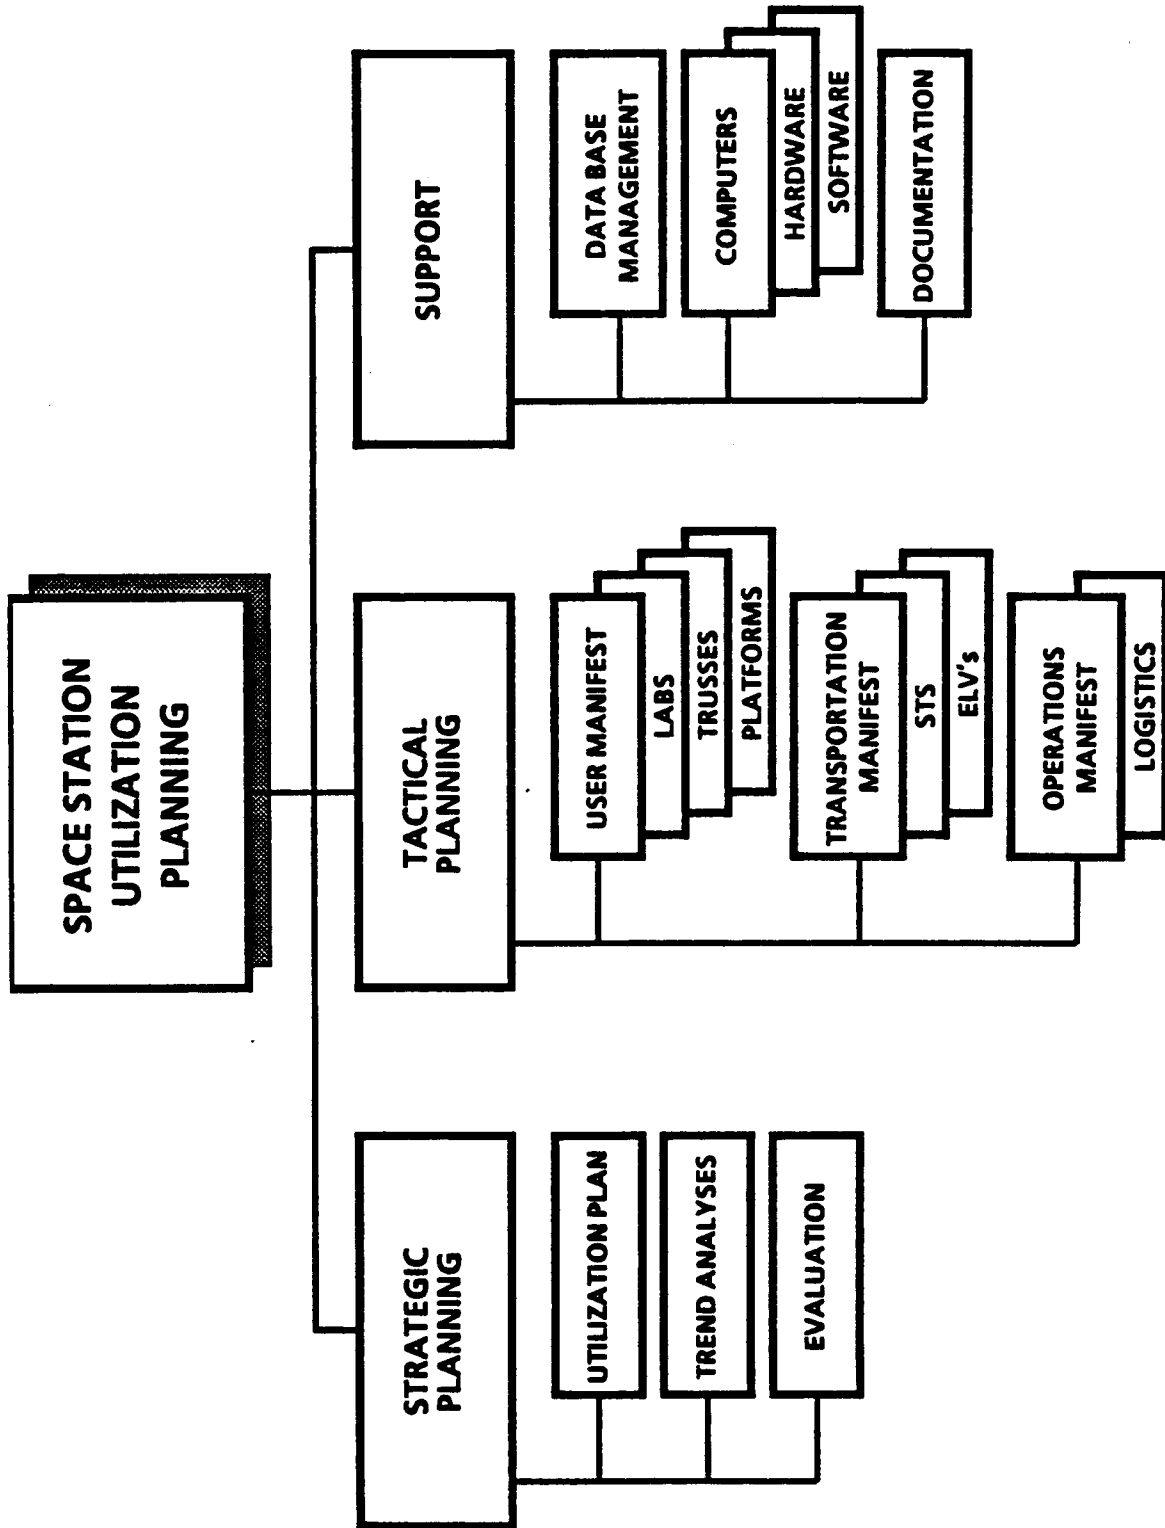 SPACE STATION
UTILIZATION
PLANNING
STRATEGIC
PLANNING
UTILIZATION PLAN
TREND ANALYSES
EVALUATION
TACTICAL
PLANNING
USER MANIFEST
LABS
TRUSSES
PLATFORMS
TRANSPORTATION
MANIFEST
STS
ELV's
OPERATIONS
MANIFEST
LOGISTICS
SUPPORT
DATA BASE
MANAGEMENT
COMPUTERS
HARDWARE
SOFTWARE
DOCUMENTATION